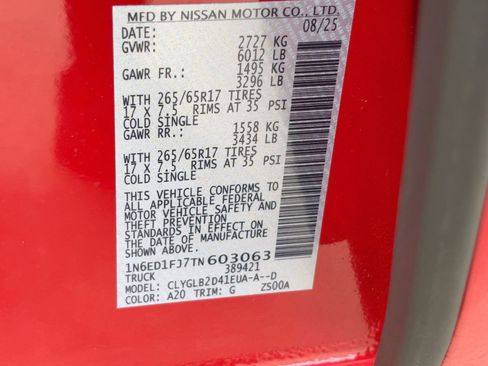 MFD BY NISSAN MOTOR CO., LTD.
DATE: 08/25
GVWR: 2727 KG
6012 LB
GAWR FR.: 1495 KG
3296 LB
WITH 265/65R17 TIRES
17 X 7.5 RIMS AT 35 PSI
COLD SINGLE
GAWR RR.: 1558 KG
3434 LB
WITH 265/65R17 TIRES
17 X 7.5 RIMS AT 35 PSI
COLD SINGLE
THIS VEHICLE CONFORMS TO
ALL APPLICABLE FEDERAL
MOTOR VEHICLE SAFETY AND
THEFT PREVENTION
STANDARDS IN EFFECT ON
THE DATE OF MANUFACTURE
SHOWN ABOVE.
1N6ED1FJ7TN603063
TRUCK 389421
MODEL: CLYGLB2D41EUA-A--D
COLOR: A20 TRIM: G ZS00A